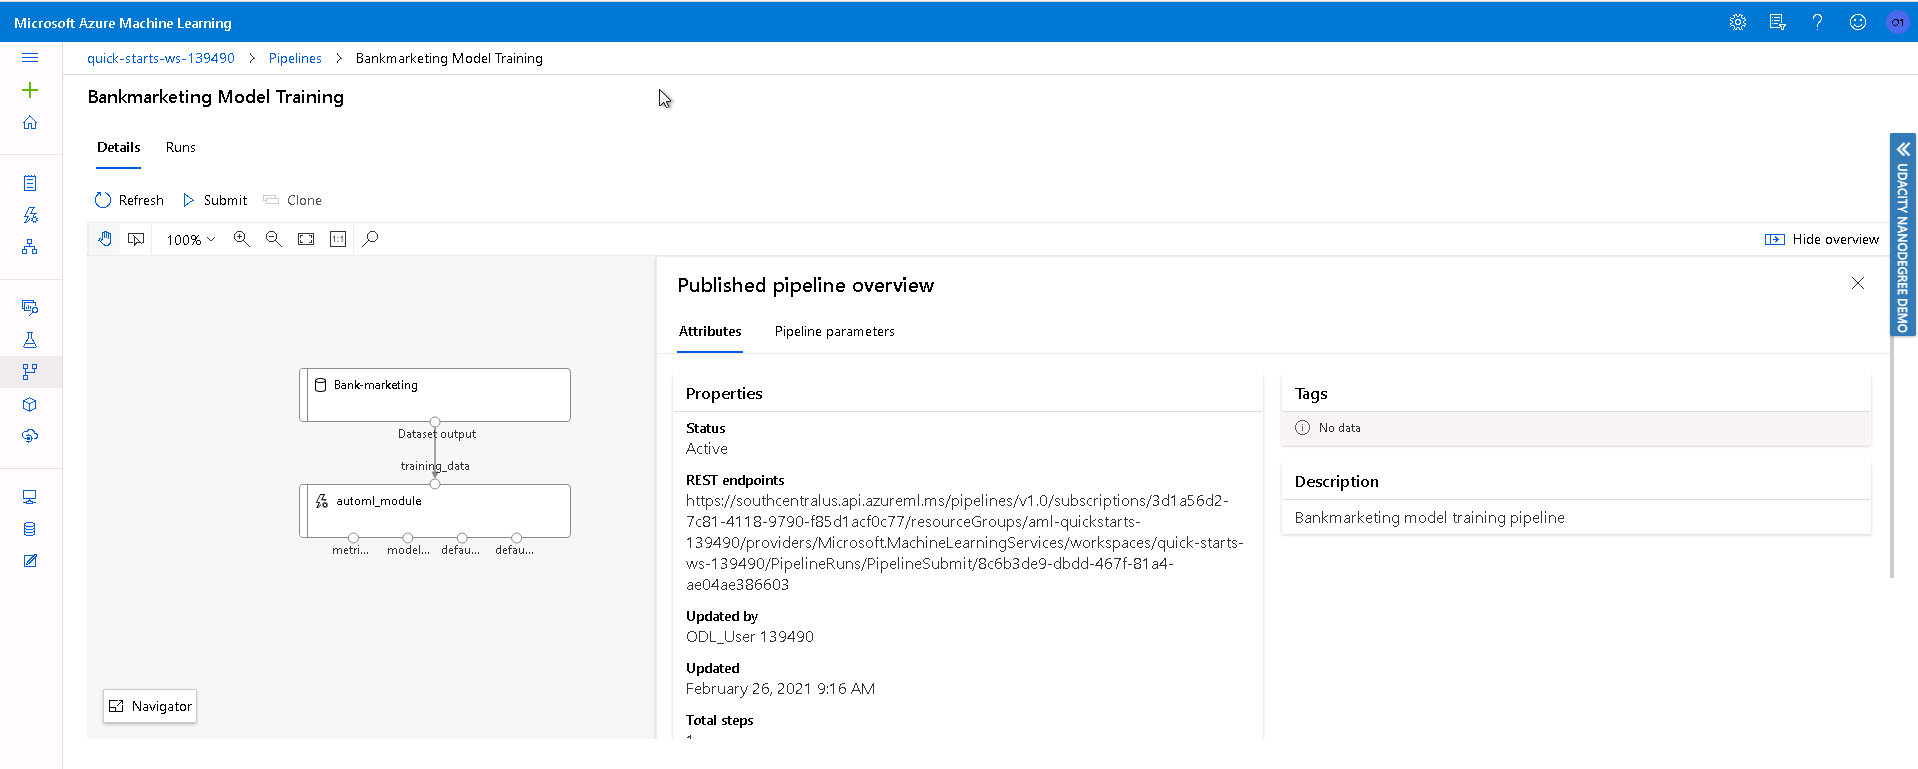 Microsoft Azure Machine Learning
01
quick-starts-ws-139490 > Pipelines > Bankmarketing Model Training
Bankmarketing Model Training
Details Runs
Refresh Submit Clone
100% 1:1 Hide overview
UDACITY NANODEGREE DEMO
Bank-marketing
Dataset output
training_data
automl_module
metri... model... defau... defau...
Navigator
Published pipeline overview
Attributes Pipeline parameters
Properties
Status
Active
REST endpoints
https://southcentralus.api.azureml.ms/pipelines/v1.0/subscriptions/3d1a56d2-
7c81-4118-9790-f85d1acf0c77/resourceGroups/aml-quickstarts-
139490/providers/Microsoft.MachineLearningServices/workspaces/quick-starts-
ws-139490/PipelineRuns/PipelineSubmit/8c6b3de9-dbdd-467f-81a4-
ae04ae386603
Updated by
ODL_User 139490
Updated
February 26, 2021 9:16 AM
Total steps
Tags
No data
Description
Bankmarketing model training pipeline